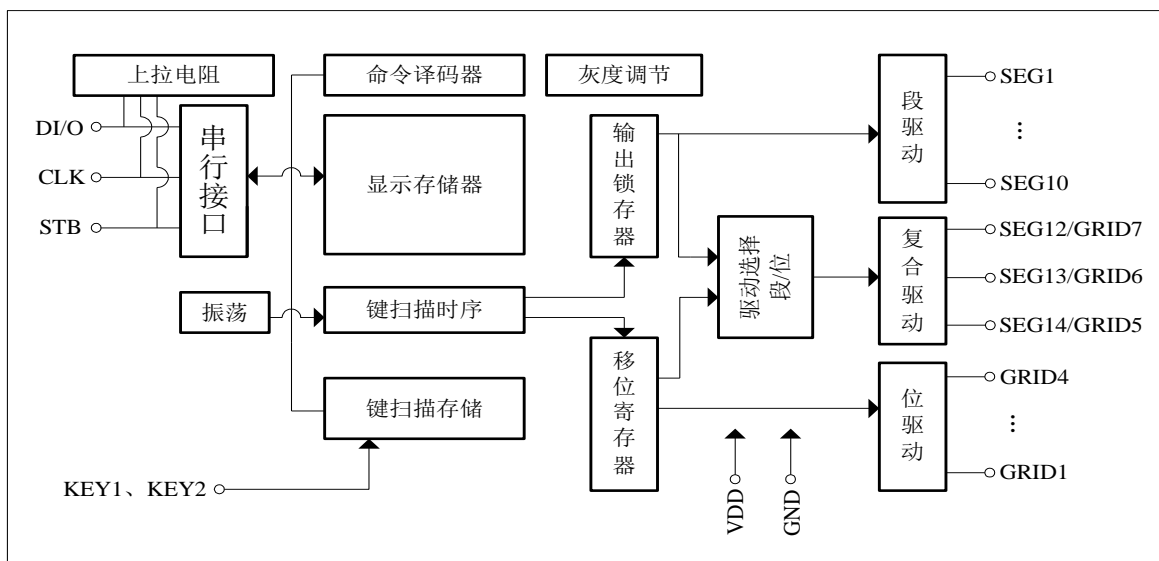 上拉电阻
命令译码器
灰度调节
DI/O
CLK
STB
串行接口
显示存储器
输出锁存器
段驱动
SEG1
...
SEG10
振荡
键扫描时序
驱动选择
段/位
复合驱动
SEG12/GRID7
SEG13/GRID6
SEG14/GRID5
键扫描存储
移位寄存器
位驱动
GRID4
...
GRID1
KEY1、KEY2
VDD
GND